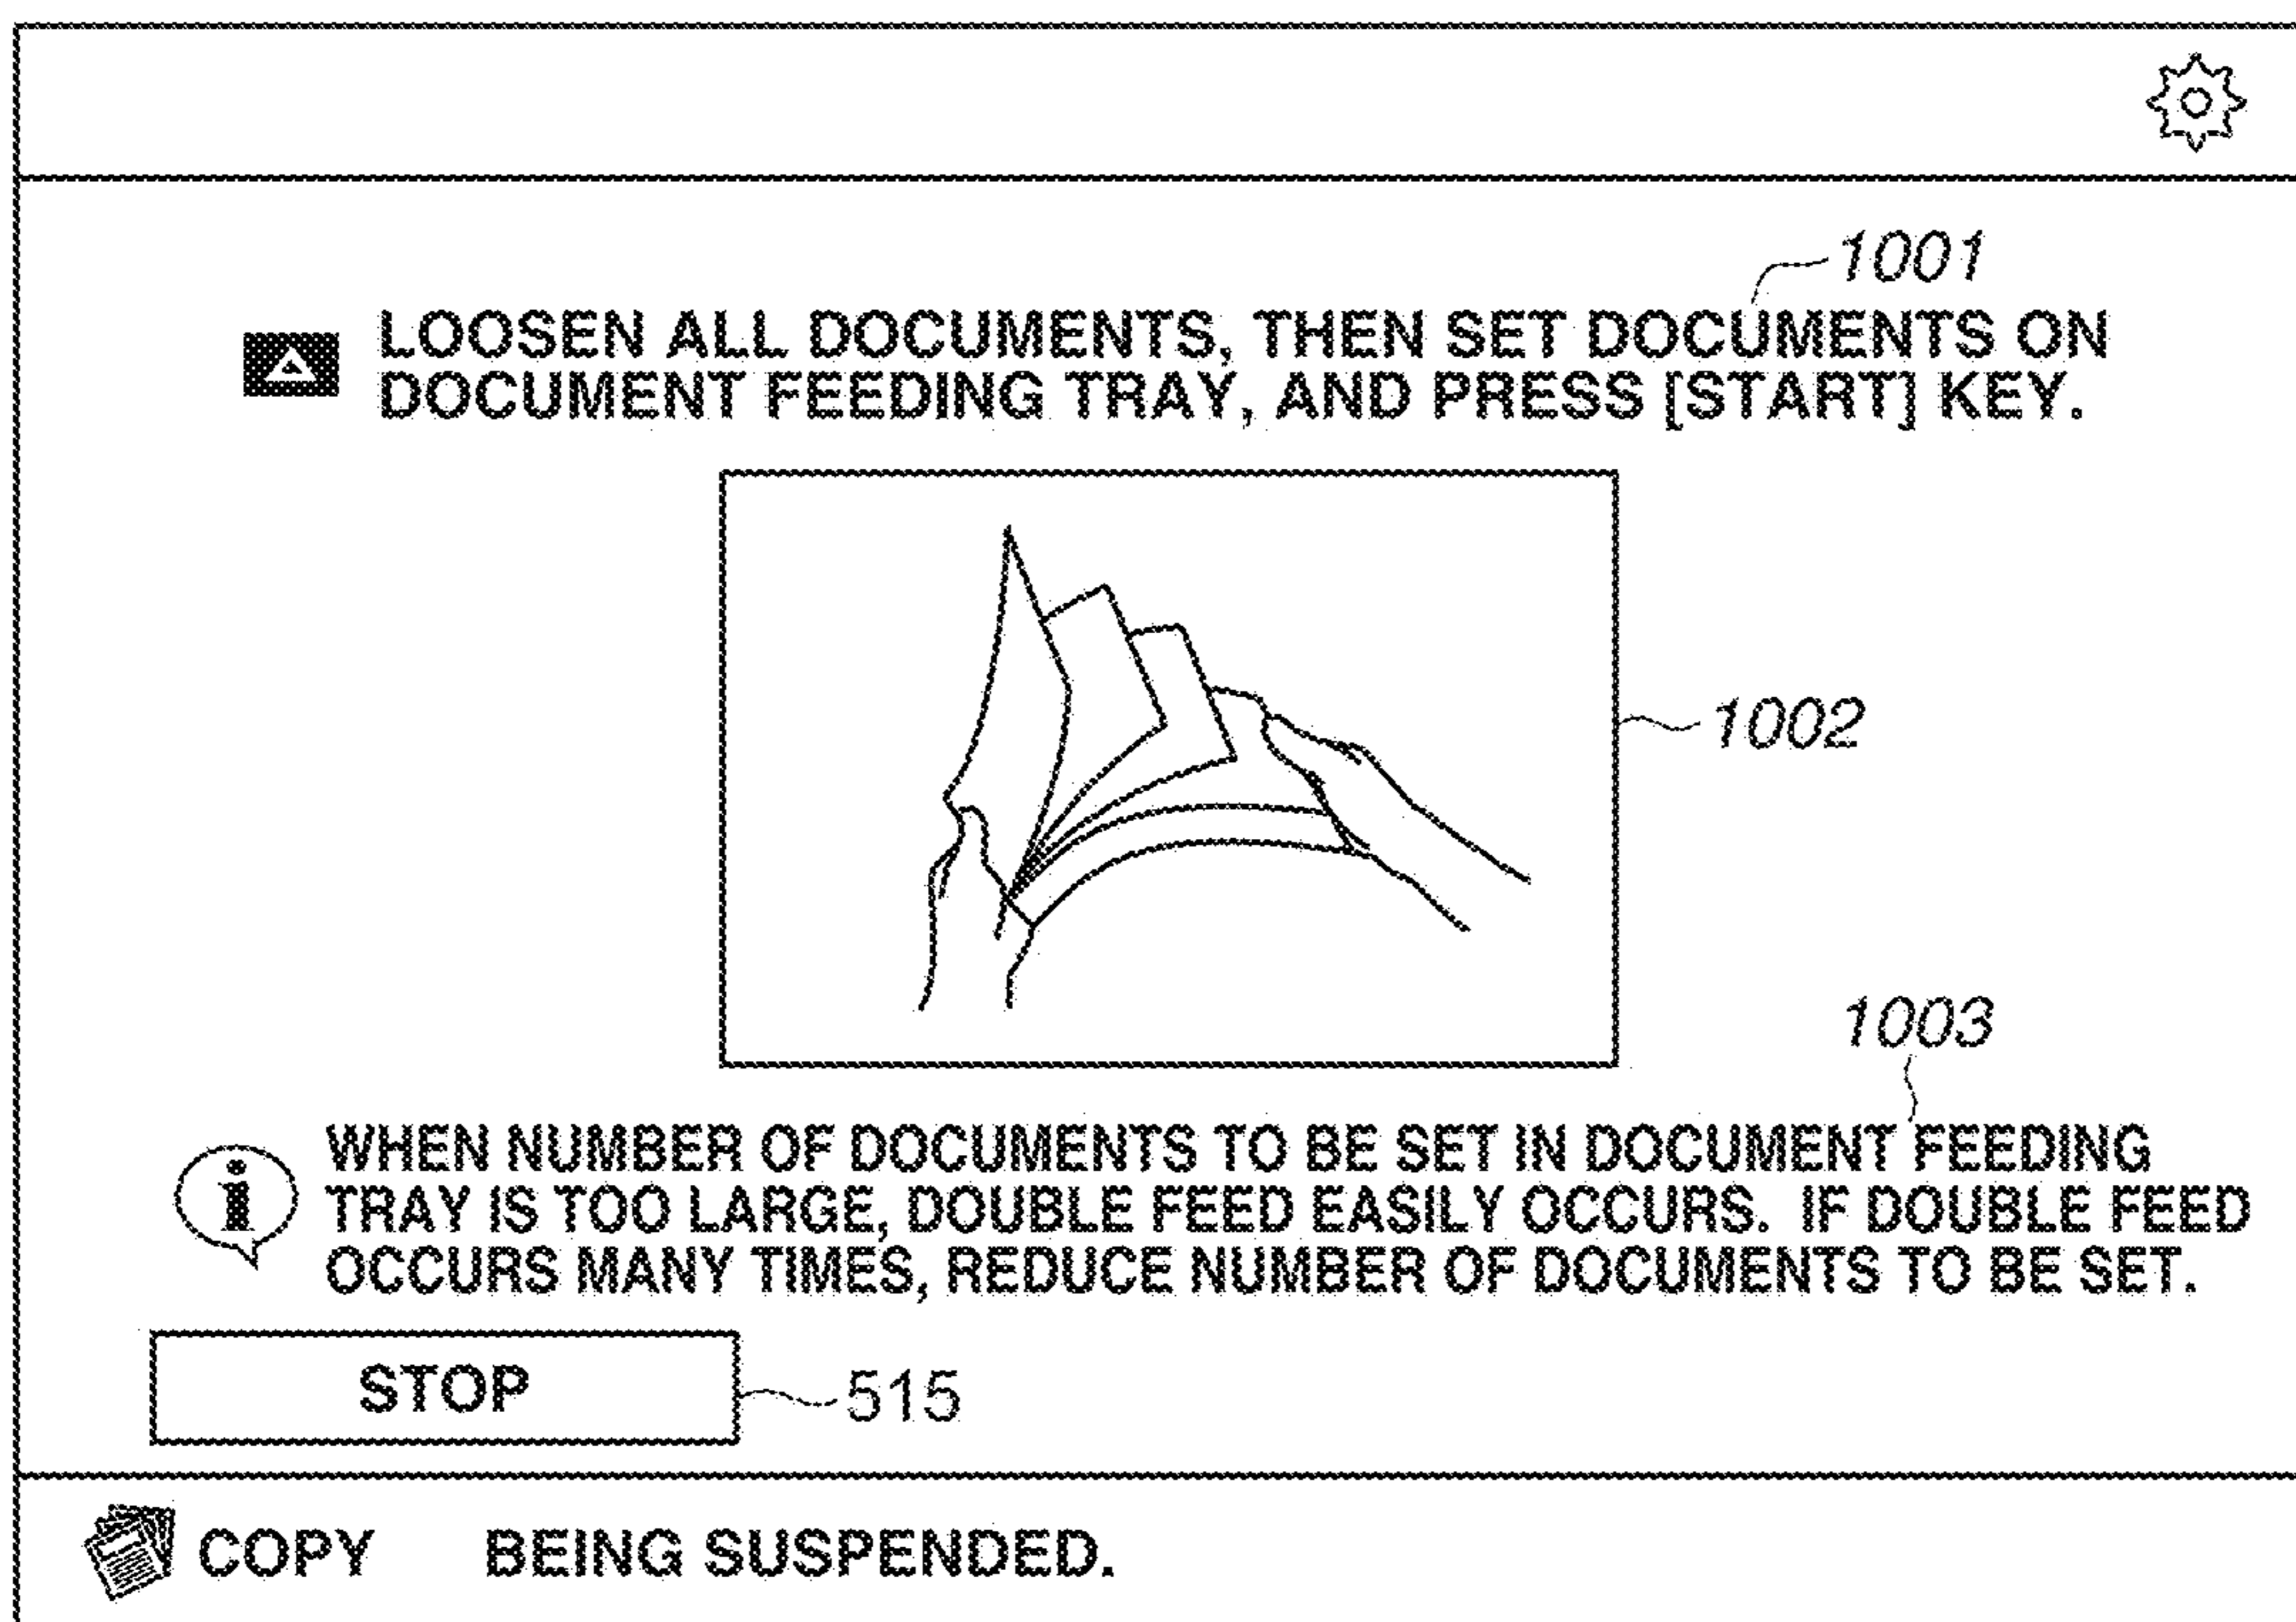 1001
LOOSEN ALL DOCUMENTS, THEN SET DOCUMENTS ON
DOCUMENT FEEDING TRAY, AND PRESS [START] KEY.
1002
1003
i WHEN NUMBER OF DOCUMENTS TO BE SET IN DOCUMENT FEEDING
TRAY IS TOO LARGE, DOUBLE FEED EASILY OCCURS. IF DOUBLE FEED
OCCURS MANY TIMES, REDUCE NUMBER OF DOCUMENTS TO BE SET.
STOP 515
COPY BEING SUSPENDED.